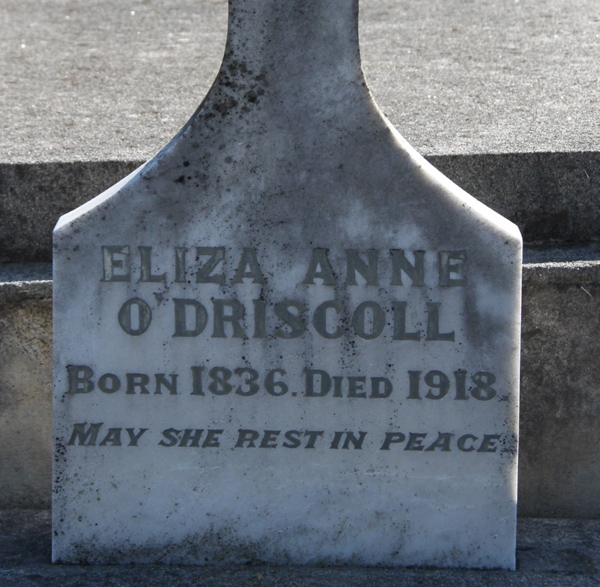 ELIZA ANNE
O'DRISCOLL
BORN 1836. DIED 1918
MAY SHE REST IN PEACE